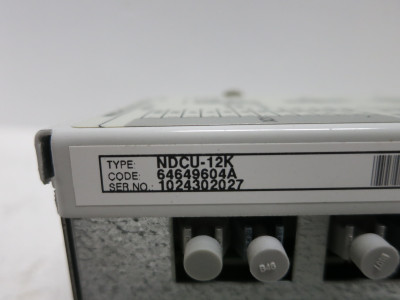 TYPE: NDCU-12K
CODE: 64649604A
SER NO.: 1024302027